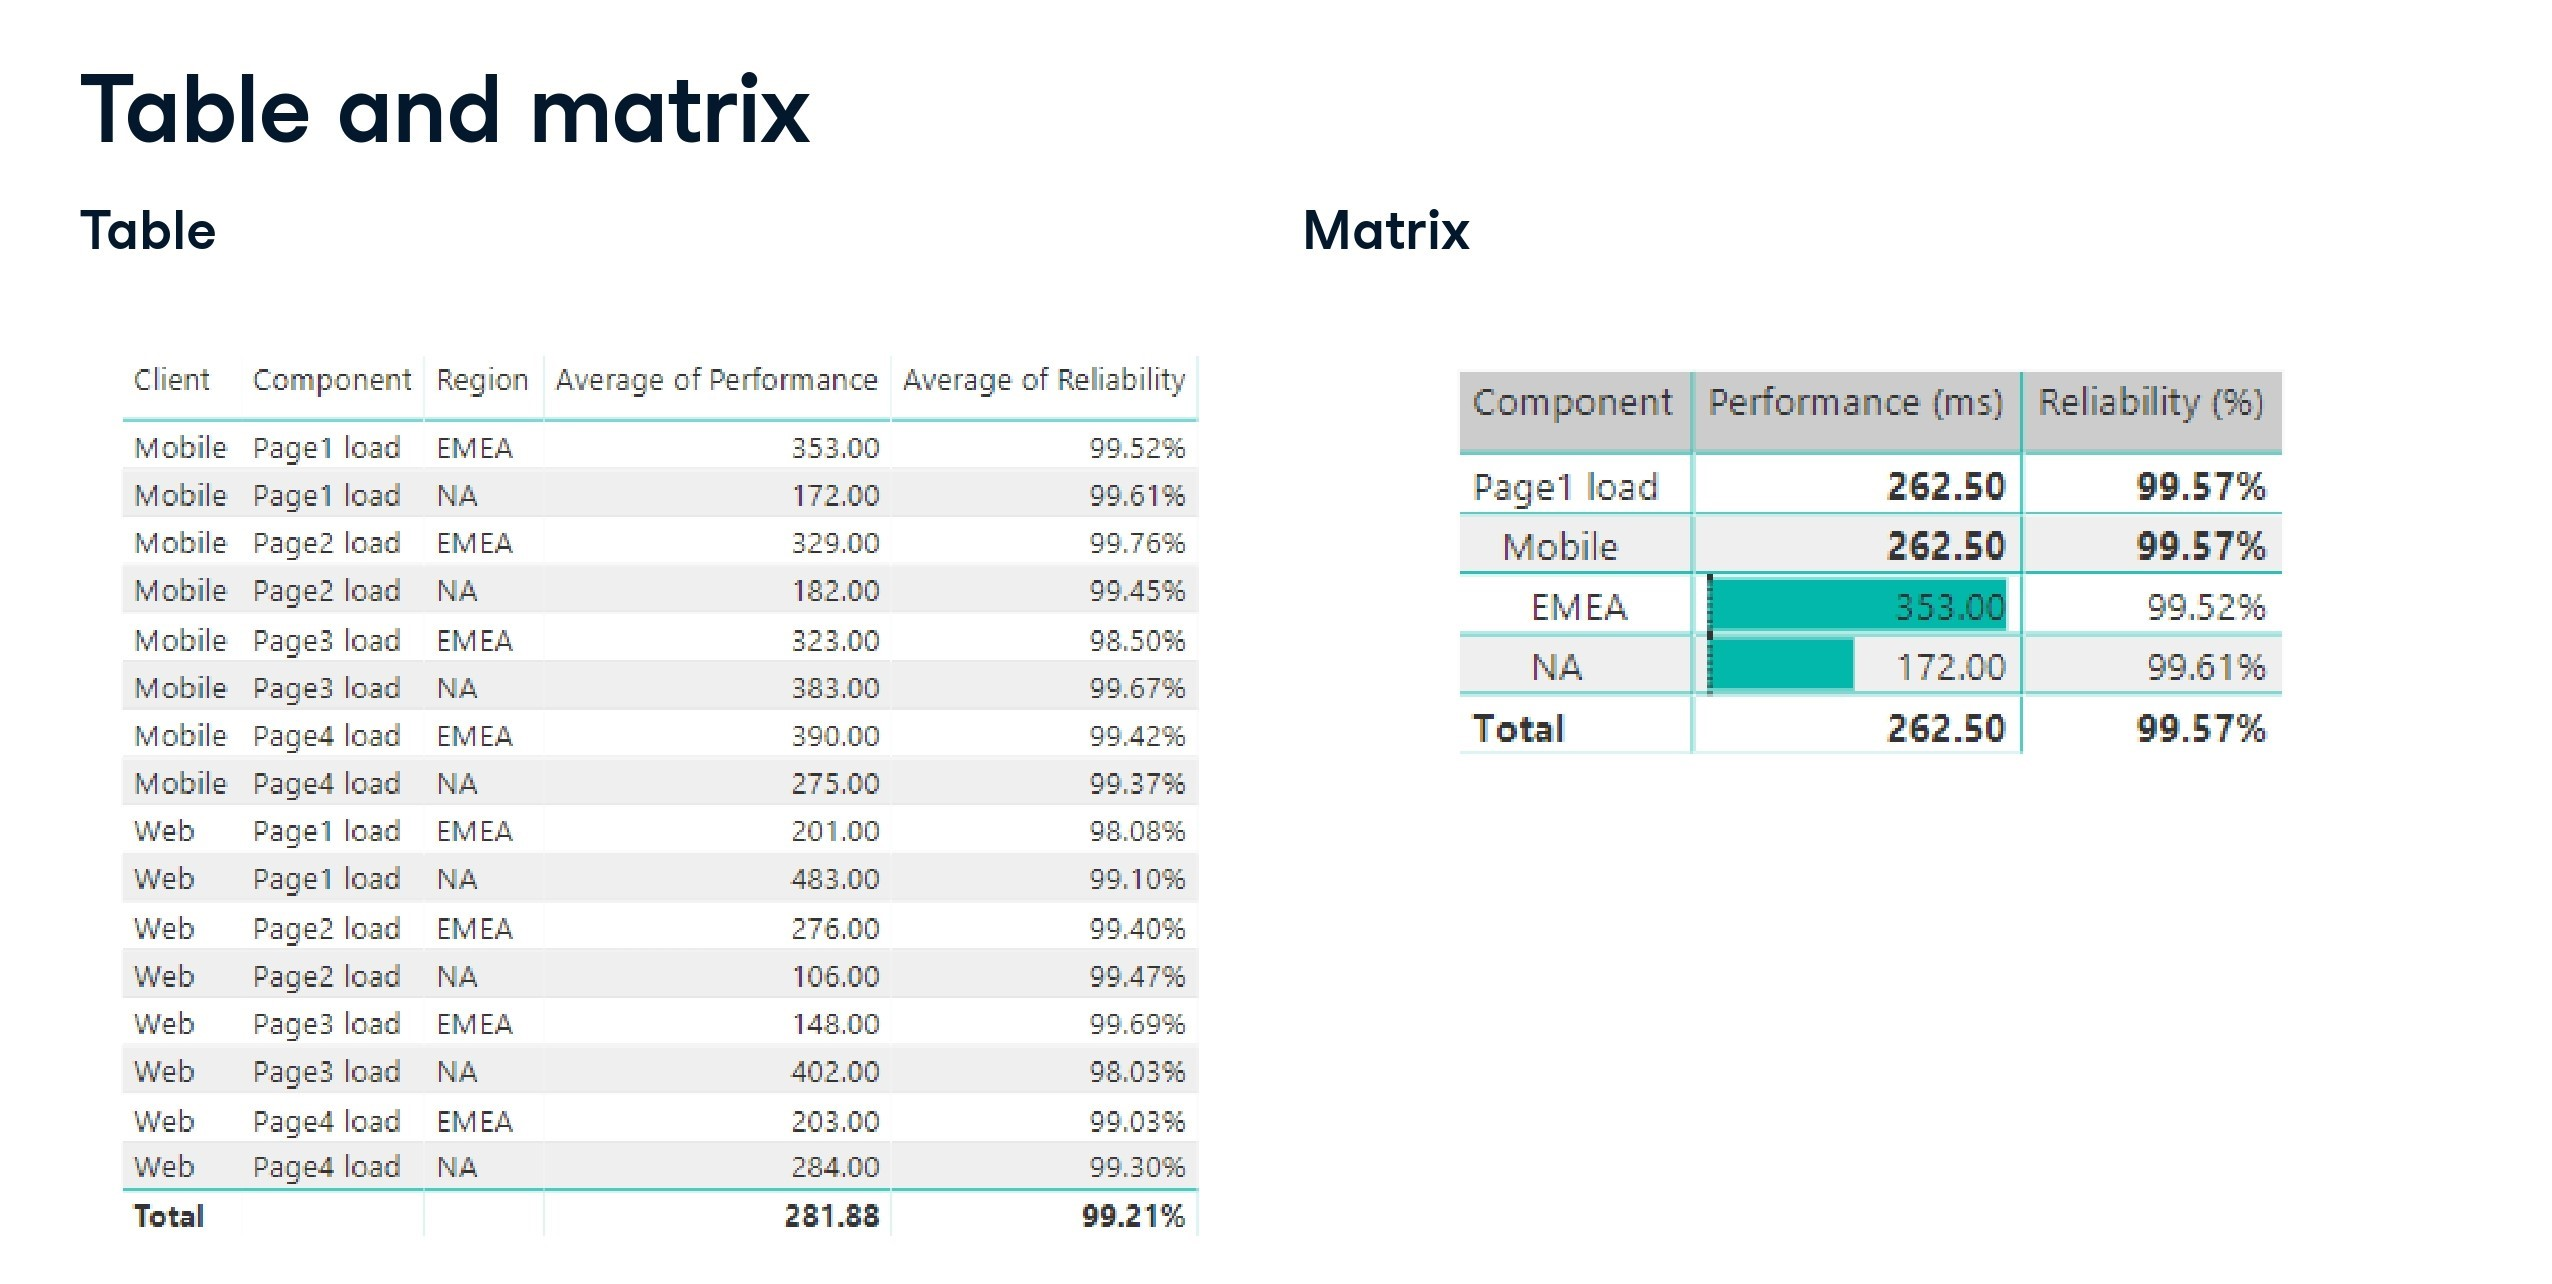 Table and matrix
Table
Client Component Region Average of Performance Average of Reliability
Mobile Page1 load EMEA 353.00 99.52%
Mobile Page1 load NA 172.00 99.61%
Mobile Page2 load EMEA 329.00 99.76%
Mobile Page2 load NA 182.00 99.45%
Mobile Page3 load EMEA 323.00 98.50%
Mobile Page3 load NA 383.00 99.67%
Mobile Page4 load EMEA 390.00 99.42%
Mobile Page4 load NA 275.00 99.37%
Web Page1 load EMEA 201.00 98.08%
Web Page1 load NA 483.00 99.10%
Web Page2 load EMEA 276.00 99.40%
Web Page2 load NA 106.00 99.47%
Web Page3 load EMEA 148.00 99.69%
Web Page3 load NA 402.00 98.03%
Web Page4 load EMEA 203.00 99.03%
Web Page4 load NA 284.00 99.30%
Total 281.88 99.21%
Matrix
Component Performance (ms) Reliability (%)
Page1 load 262.50 99.57%
Mobile 262.50 99.57%
EMEA 353.00 99.52%
NA 172.00 99.61%
Total 262.50 99.57%